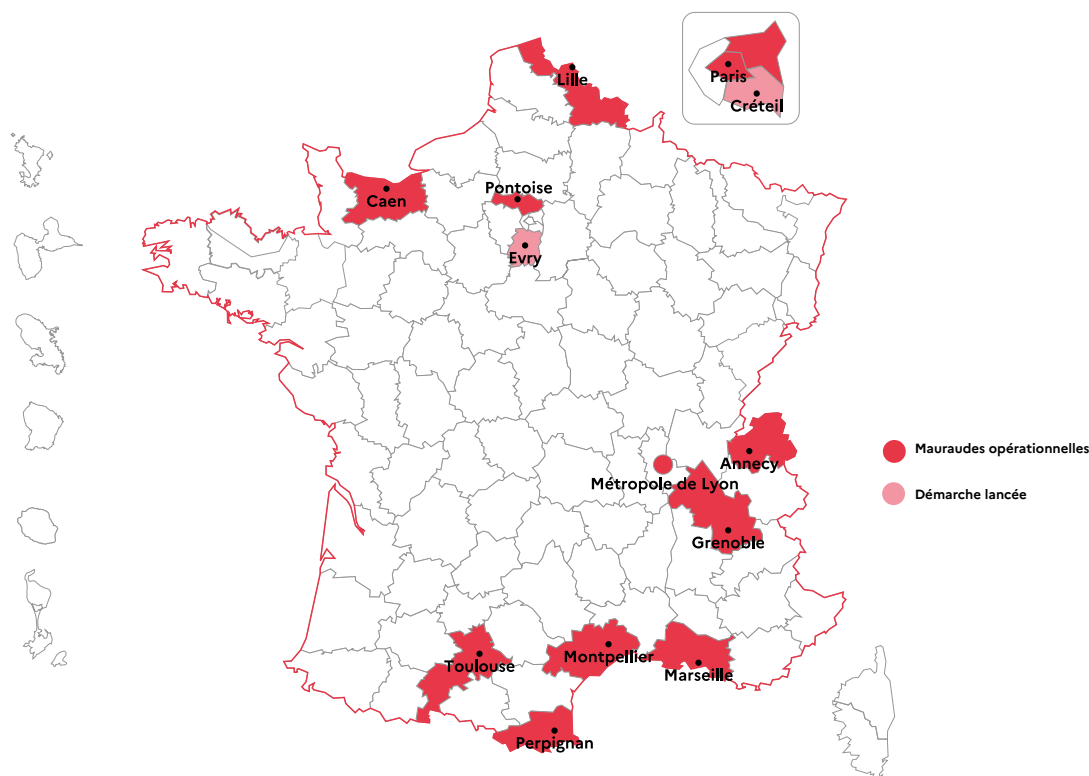 Lille
Paris
Créteil
Pontoise
Caen
Evry
Mauraudes opérationnelles
Annecy
Métropole de Lyon
Démarche lancée
Grenoble
Toulouse
Montpellier
Marseille
Perpignan